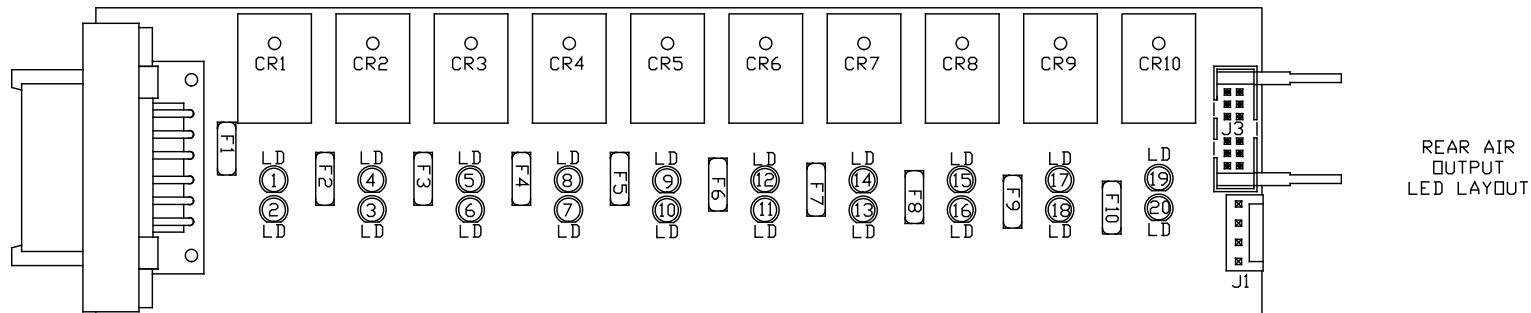 CR1 CR2 CR3 CR4 CR5 CR6 CR7 CR8 CR9 CR10
J3
F1 F2 F3 F4 F5 F6 F7 F8 F9 F10
LD LD LD LD LD LD LD LD LD LD
1 4 5 8 9 12 14 15 17 19
2 3 6 7 10 11 13 16 18 20
LD LD LD LD LD LD LD LD LD LD
J1
REAR AIR
OUTPUT
LED LAYOUT